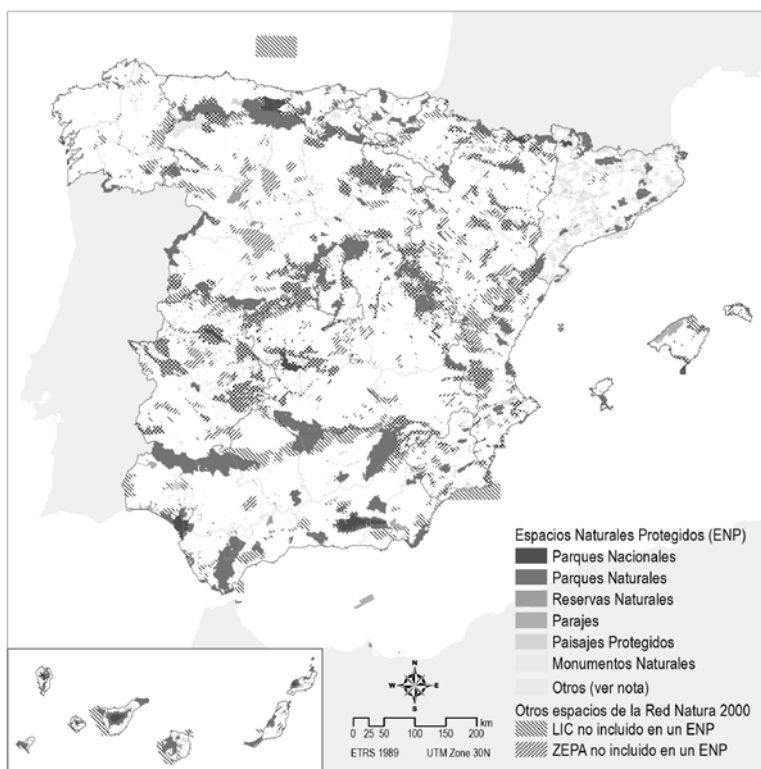 Espacios Naturales Protegidos (ENP)
Parques Nacionales
Parques Naturales
Reservas Naturales
Parajes
Paisajes Protegidos
Monumentos Naturales
Otros (ver nota)
Otros espacios de la Red Natura 2000
LIC no incluido en un ENP
ZEPA no incluido en un ENP
N
W E
S
km
0 25 50 100 150 200
ETRS 1989 UTM Zone 30N